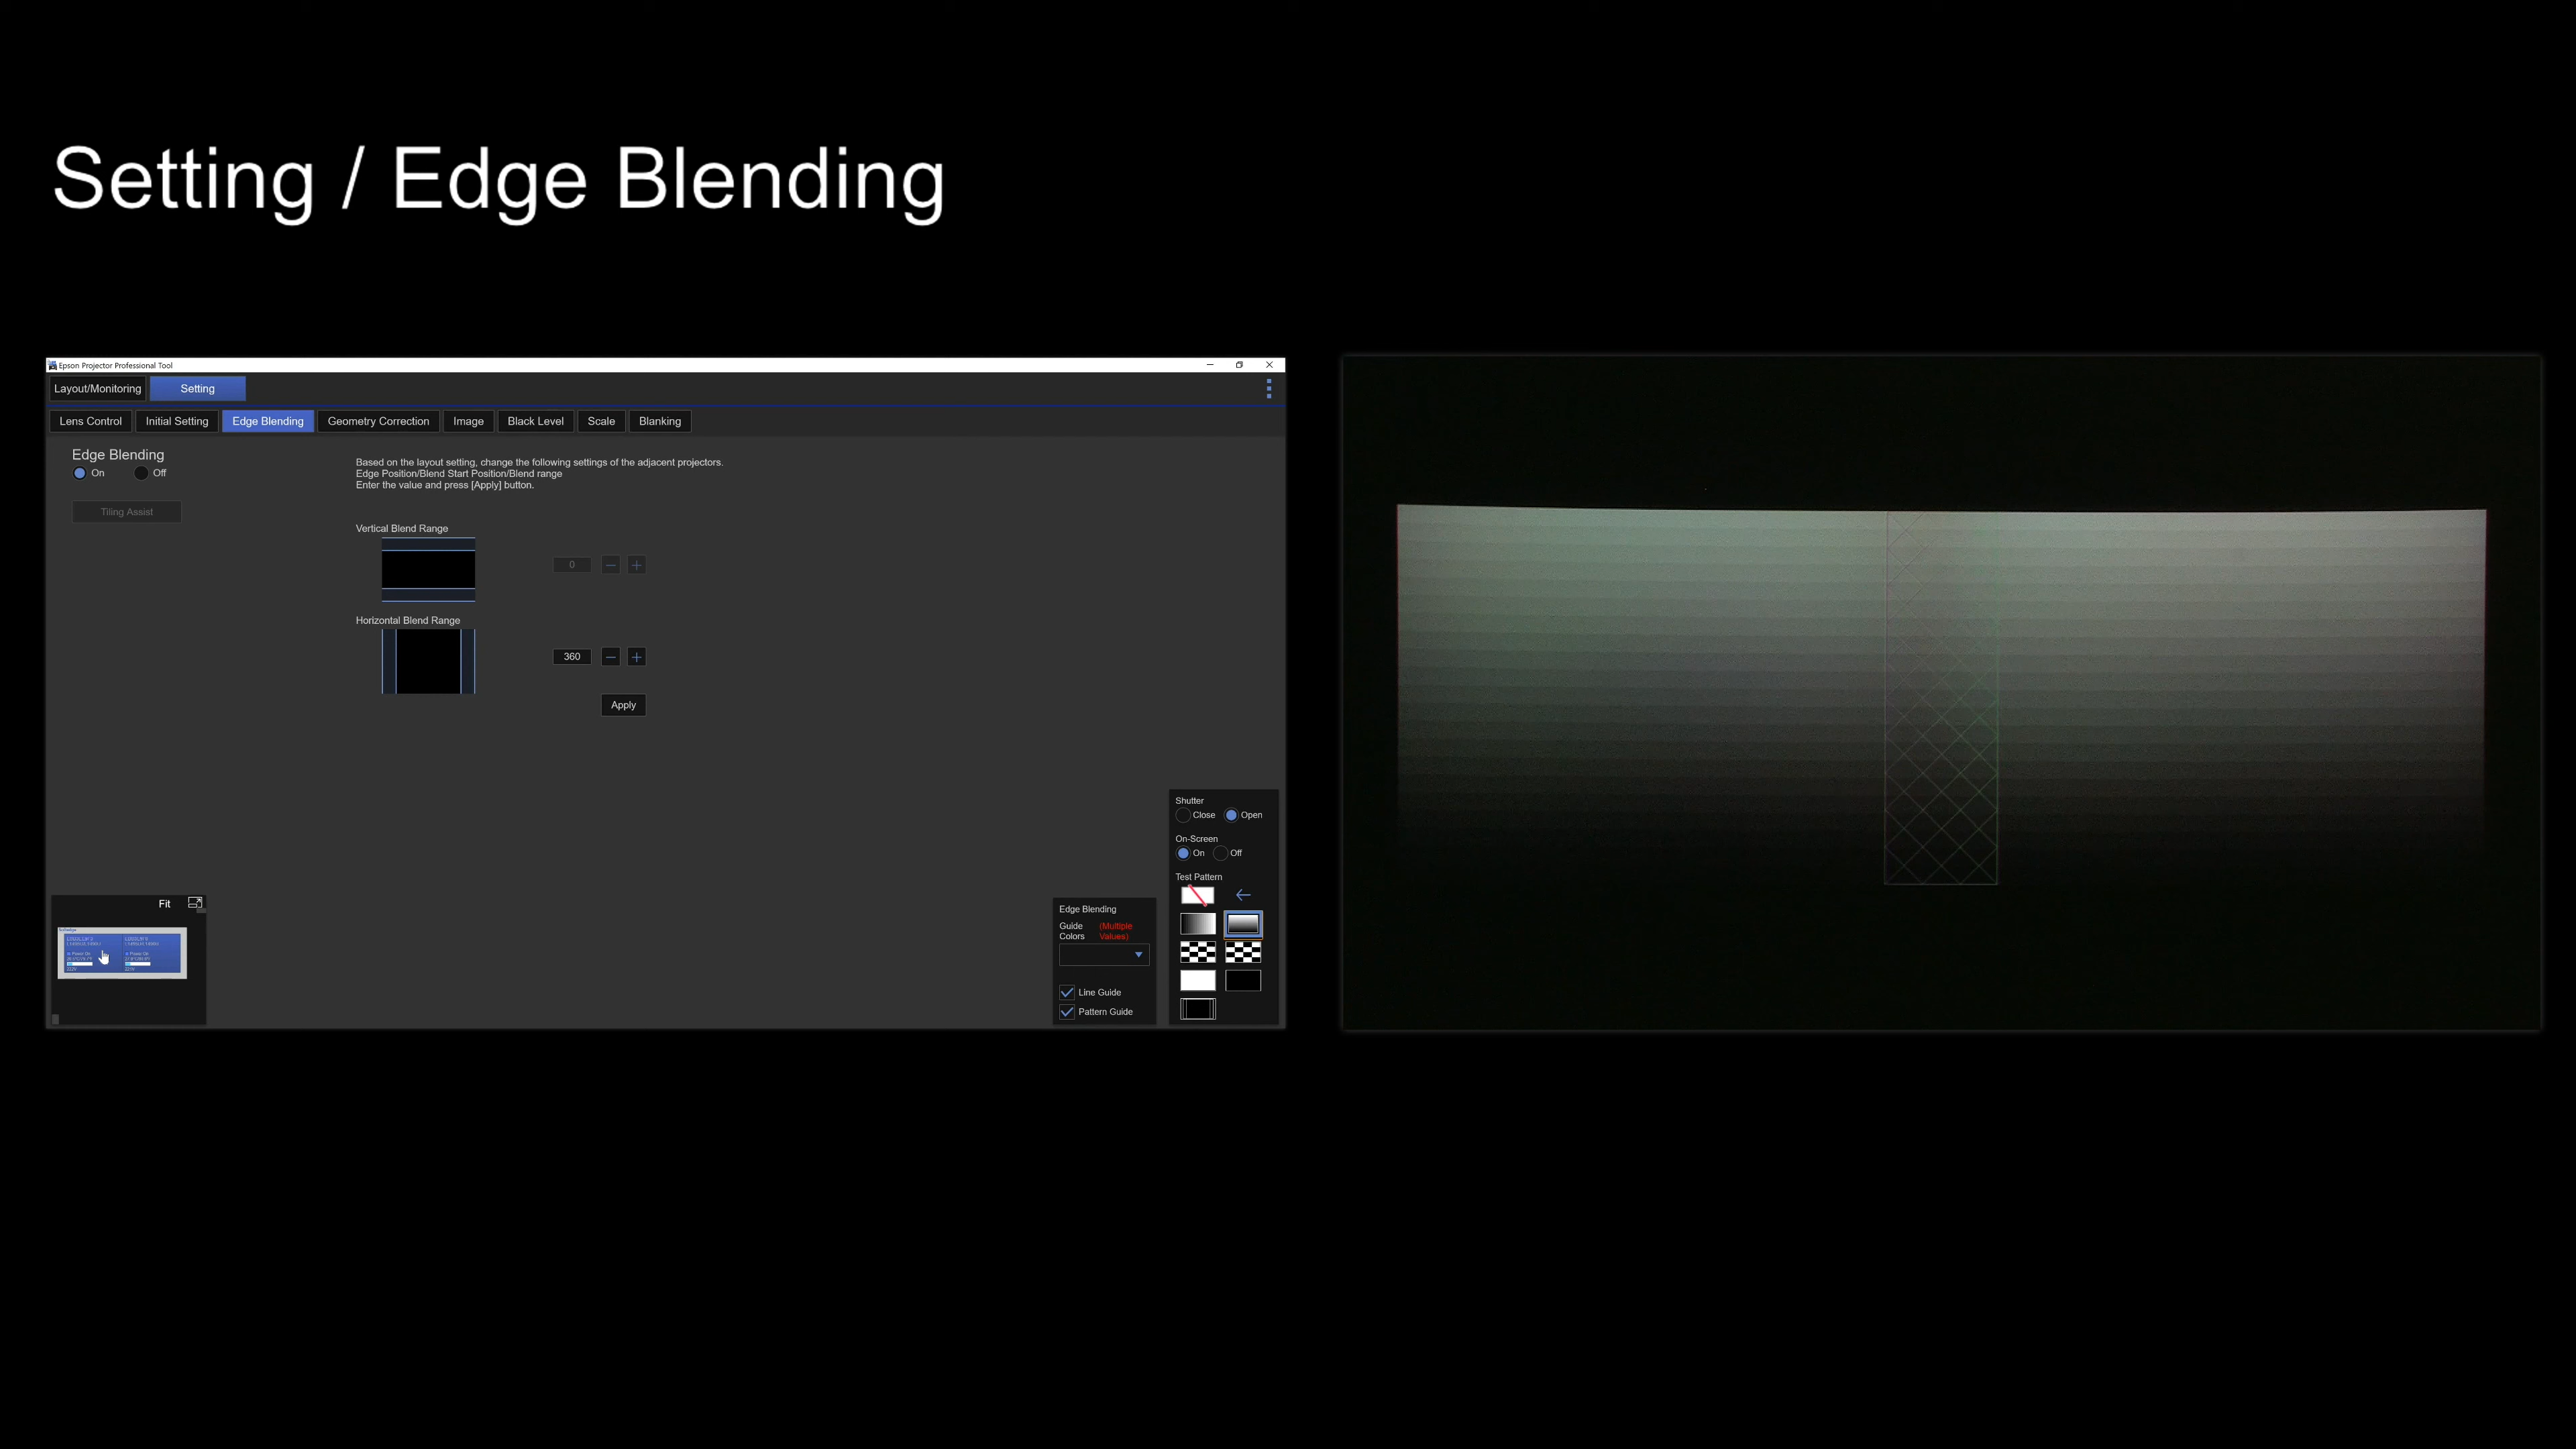 Setting / Edge Blending
Epson Projector Professional Tool
Layout/Monitoring
Setting
Lens Control
Initial Setting
Edge Blending
Geometry Correction
Image
Black Level
Scale
Blanking
Edge Blending
On
Off
Tiling Assist
Based on the layout setting, change the following settings of the adjacent projectors.
Edge Position/Blend Start Position/Blend range
Enter the value and press [Apply] button.
Vertical Blend Range
0
Horizontal Blend Range
360
Apply
Shutter
Close
Open
On-Screen
On
Off
Test Pattern
Fit
Power On
Power On
Edge Blending
Guide
Colors
(Multiple
Values)
Line Guide
Pattern Guide